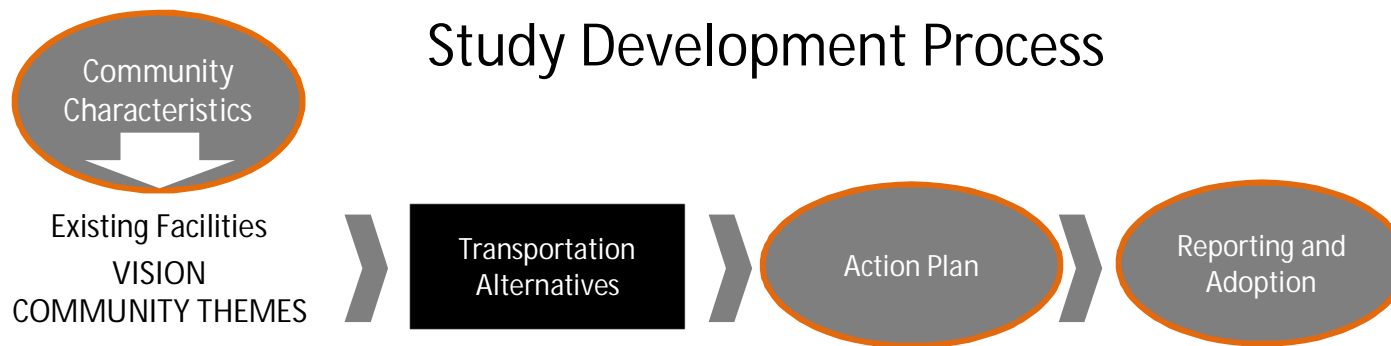 Study Development Process
Community
Characteristics
Existing Facilities
VISION
COMMUNITY THEMES
Transportation
Alternatives
Action Plan
Reporting and
Adoption